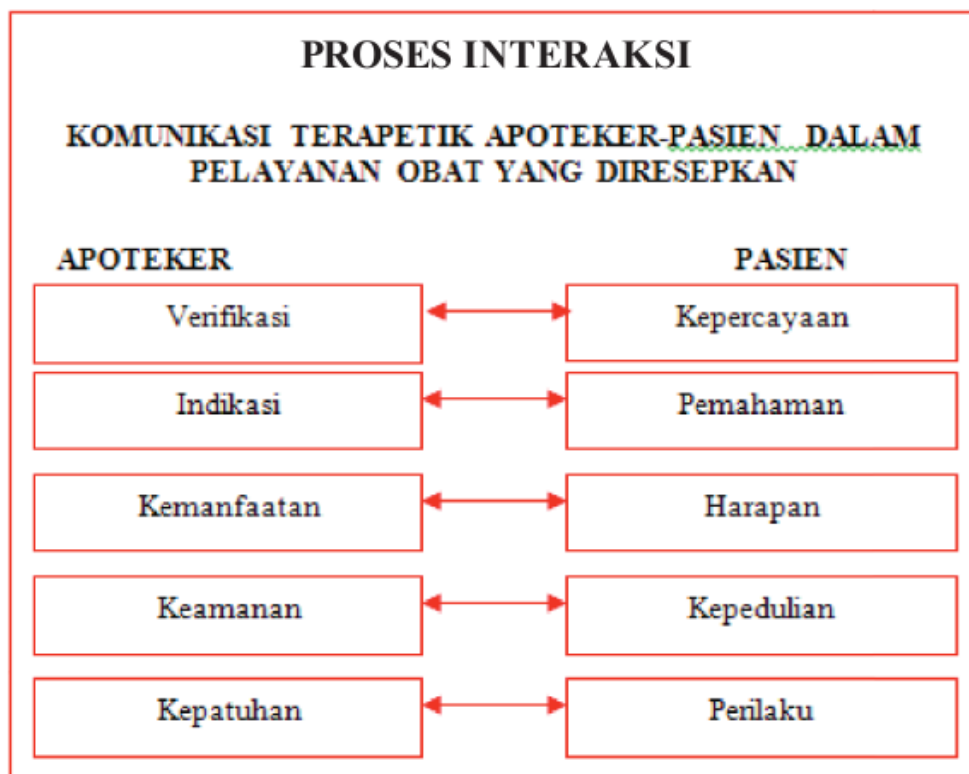 PROSES INTERAKSI
KOMUNIKASI TERAPETIK APOTEKER-PASIEN DALAM
PELAYANAN OBAT YANG DIRESEPKAN
APOTEKER PASIEN
Verifikasi Kepercayaan
Indikasi Pemahaman
Kemanfaatan Harapan
Keamanan Kepedulian
Kepatuhan Perilaku